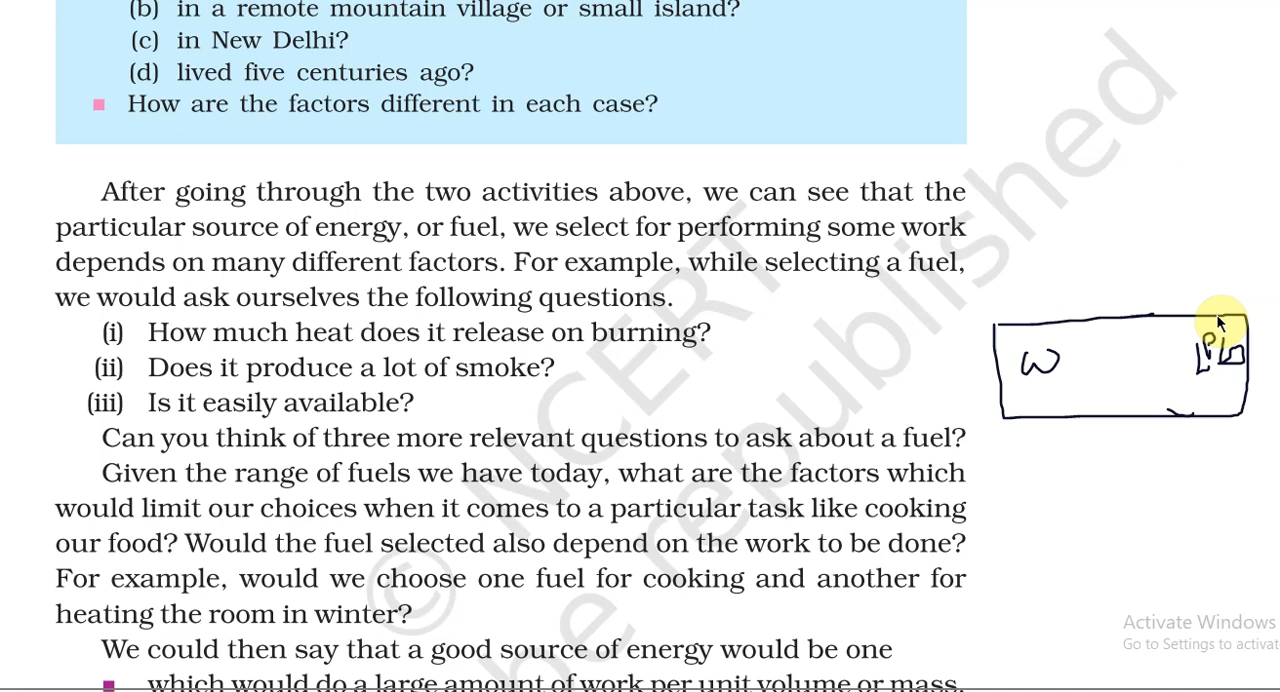 (b) in a remote mountain village or small island?
(c) in New Delhi?
(d) lived five centuries ago?
How are the factors different in each case?
After going through the two activities above, we can see that the
particular source of energy, or fuel, we select for performing some work
depends on many different factors. For example, while selecting a fuel,
we would ask ourselves the following questions.
(i) How much heat does it release on burning?
(ii) Does it produce a lot of smoke?
(iii) Is it easily available?
Can you think of three more relevant questions to ask about a fuel?
Given the range of fuels we have today, what are the factors which
would limit our choices when it comes to a particular task like cooking
our food? Would the fuel selected also depend on the work to be done?
For example, would we choose one fuel for cooking and another for
heating the room in winter?
We could then say that a good source of energy would be one
which would do a large amount of work per unit volume or mass,
© NCERT
be republished
Activate Windows
Go to Settings to activat